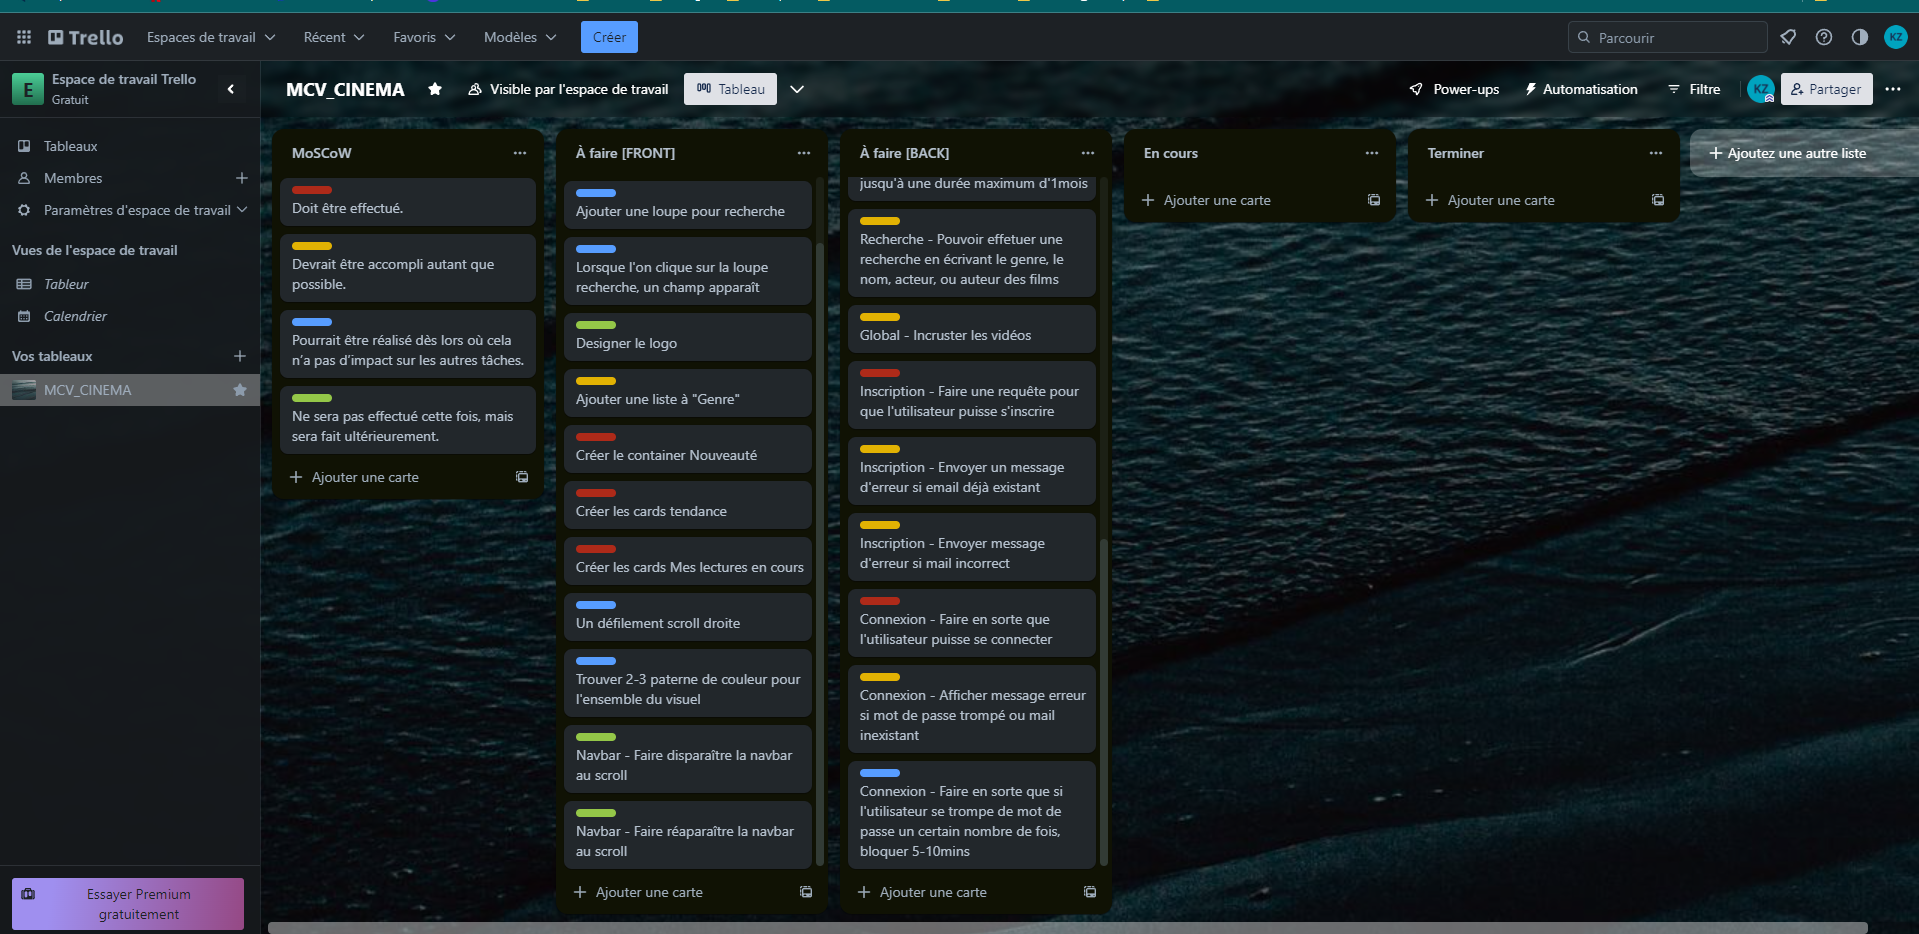 Trello
Espaces de travail
Récent
Favoris
Modèles
Créer
Parcourir
KZ
E
Espace de travail Trello
Gratuit
MCV_CINEMA
Visible par l'espace de travail
Tableau
Power-ups
Automatisation
Filtre
KZ
Partager
Tableaux
Membres
Paramètres d'espace de travail
Vues de l'espace de travail
Tableur
Calendrier
Vos tableaux
MCV_CINEMA
Essayer Premium
gratuitement
MoSCoW
Doit être effectué.
Devrait être accompli autant que
possible.
Pourrait être réalisé dès lors où cela
n'a pas d'impact sur les autres tâches.
Ne sera pas effectué cette fois, mais
sera fait ultérieurement.
Ajouter une carte
À faire [FRONT]
Ajouter une loupe pour recherche
Lorsque l'on clique sur la loupe
recherche, un champ apparaît
Designer le logo
Ajouter une liste à "Genre"
Créer le container Nouveauté
Créer les cards tendance
Créer les cards Mes lectures en cours
Un défilement scroll droite
Trouver 2-3 paterne de couleur pour
l'ensemble du visuel
Navbar - Faire disparaître la navbar
au scroll
Navbar - Faire réaparaître la navbar
au scroll
Ajouter une carte
À faire [BACK]
jusqu'à une durée maximum d'1mois
Recherche - Pouvoir effetuer une
recherche en écrivant le genre, le
nom, acteur, ou auteur des films
Global - Incruster les vidéos
Inscription - Faire une requête pour
que l'utilisateur puisse s'inscrire
Inscription - Envoyer un message
d'erreur si email déjà existant
Inscription - Envoyer message
d'erreur si mail incorrect
Connexion - Faire en sorte que
l'utilisateur puisse se connecter
Connexion - Afficher message erreur
si mot de passe trompé ou mail
inexistant
Connexion - Faire en sorte que si
l'utilisateur se trompe de mot de
passe un certain nombre de fois,
bloquer 5-10mins
Ajouter une carte
En cours
Ajouter une carte
Terminer
Ajouter une carte
Ajoutez une autre liste